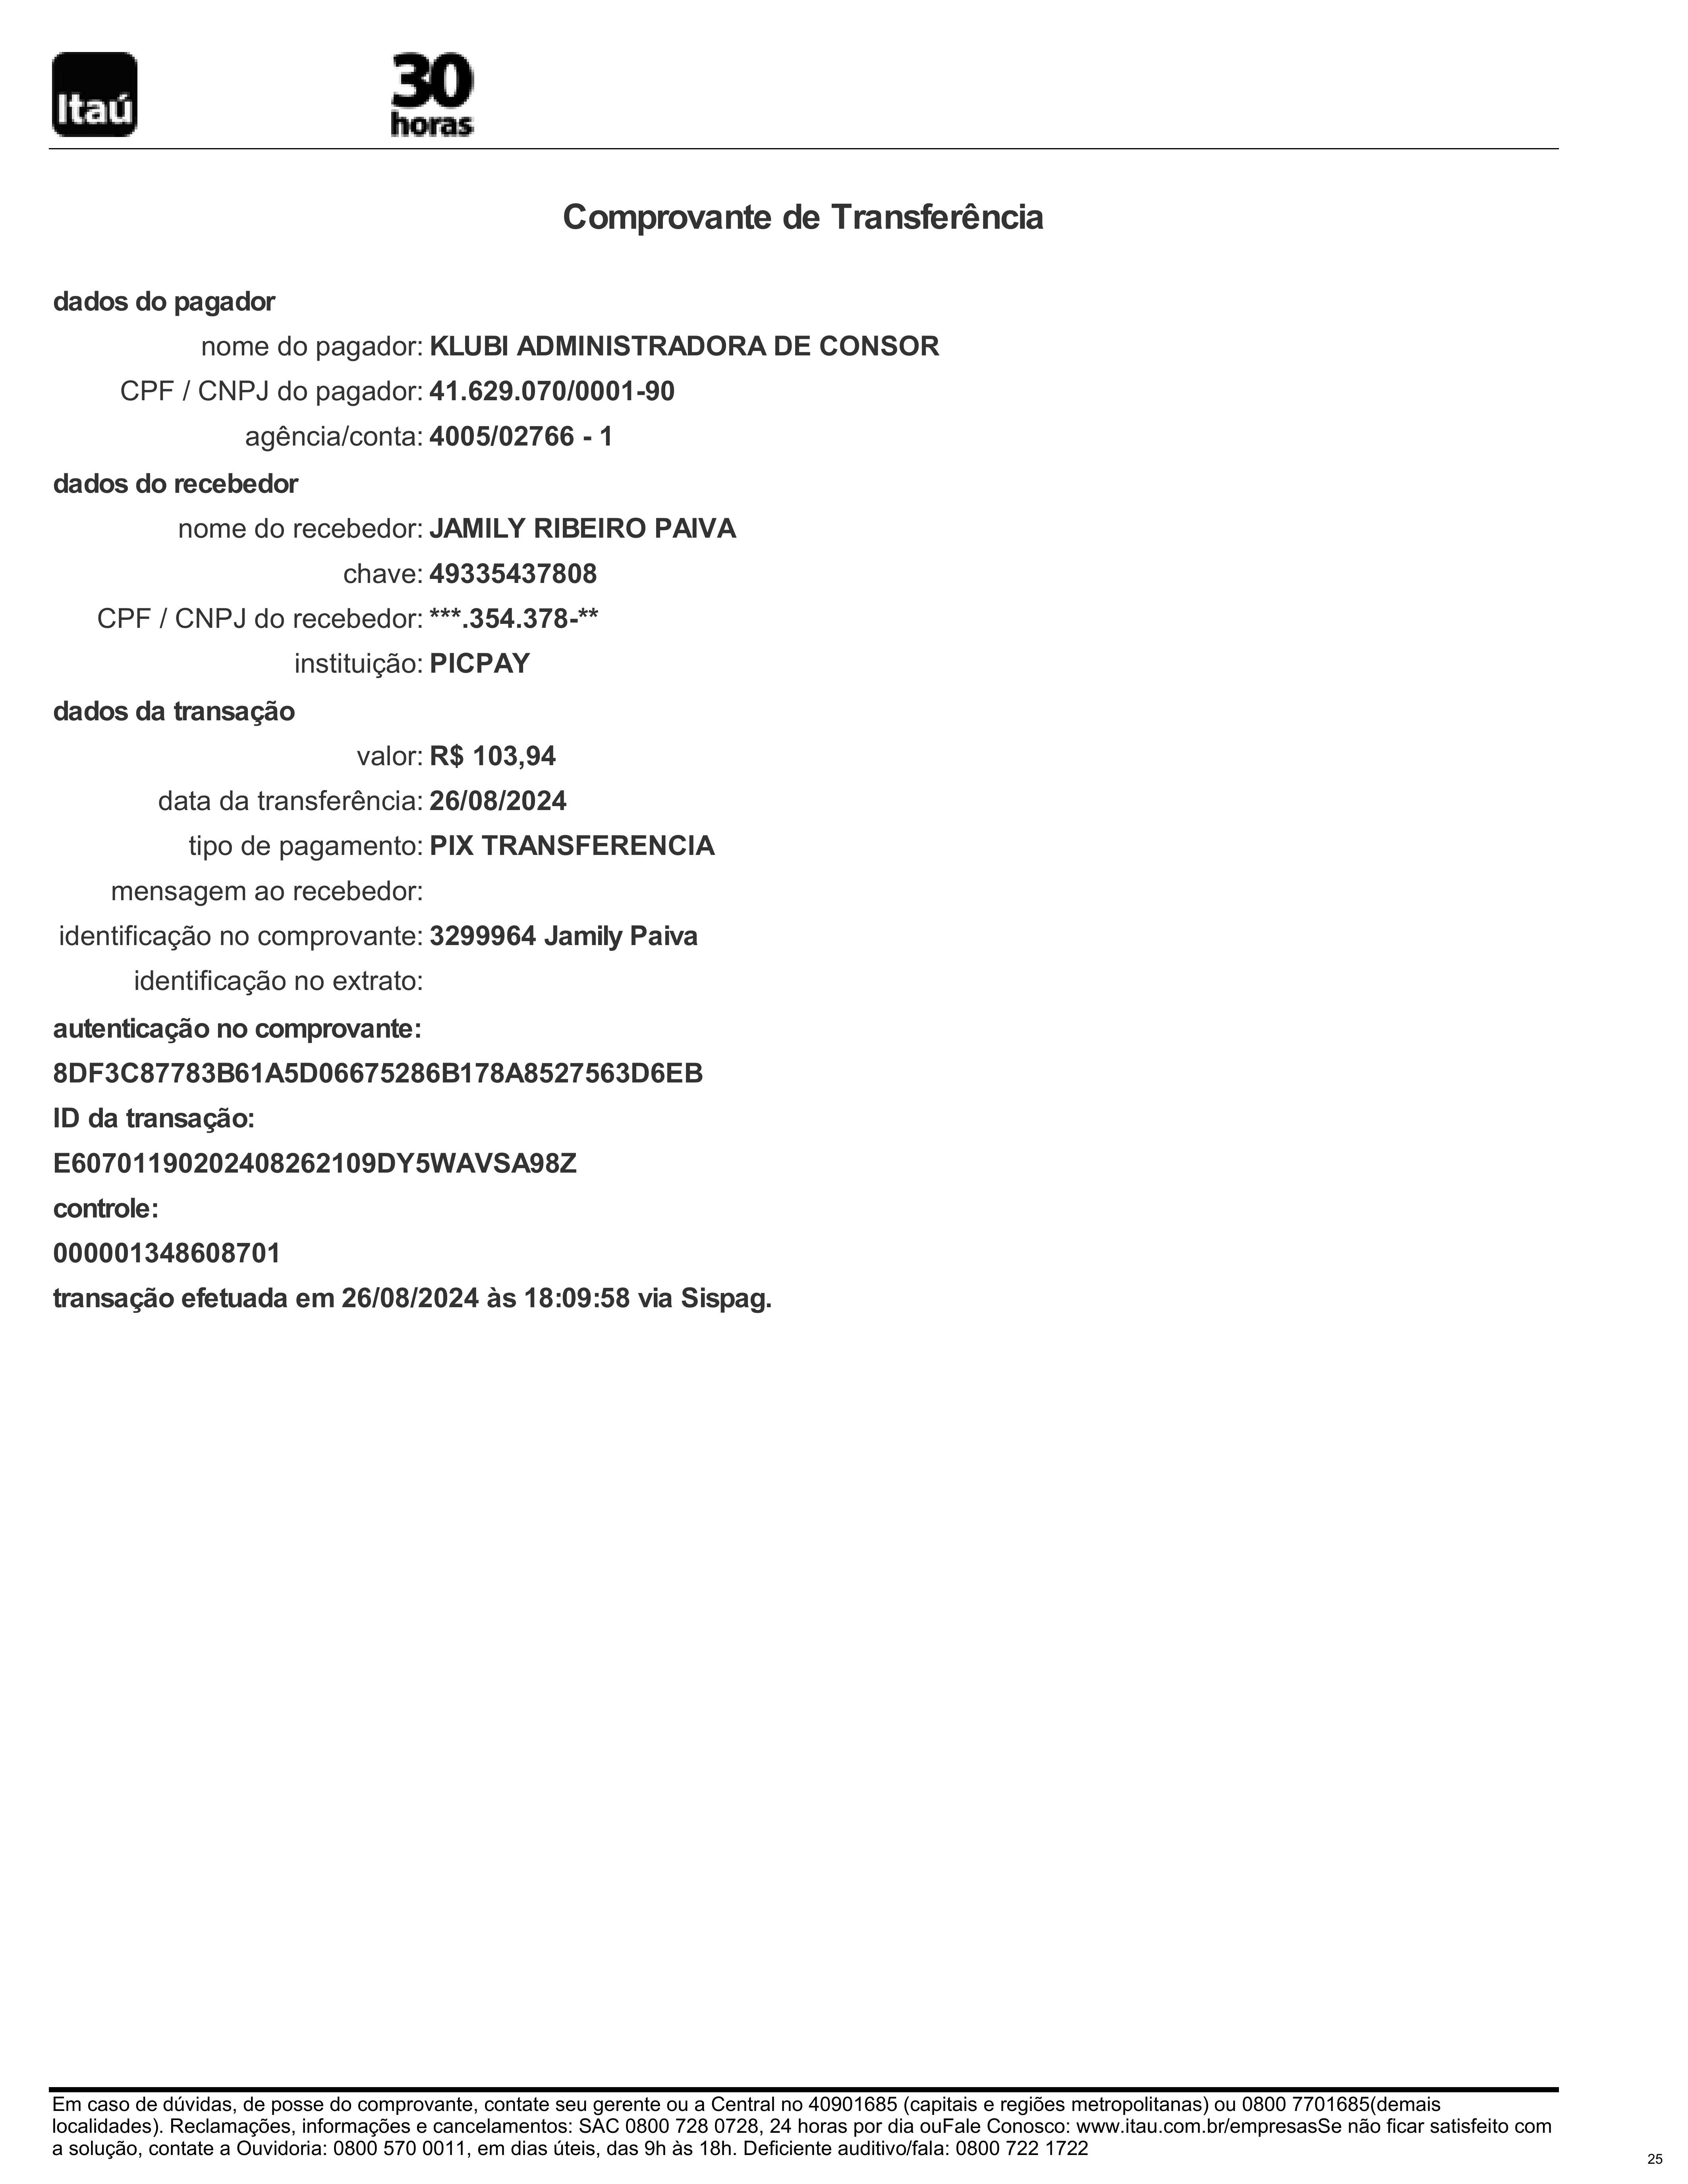 Itaú
30
horas
Comprovante de Transferência
dados do pagador
nome do pagador: KLUBI ADMINISTRADORA DE CONSOR
CPF / CNPJ do pagador: 41.629.070/0001-90
agência/conta: 4005/02766 - 1
dados do recebedor
nome do recebedor: JAMILY RIBEIRO PAIVA
chave: 49335437808
CPF / CNPJ do recebedor: ***.354.378-**
instituição: PICPAY
dados da transação
valor: R$ 103,94
data da transferência: 26/08/2024
tipo de pagamento: PIX TRANSFERENCIA
mensagem ao recebedor:
identificação no comprovante: 3299964 Jamily Paiva
identificação no extrato:
autenticação no comprovante:
8DF3C87783B61A5D06675286B178A8527563D6EB
ID da transação:
E60701190202408262109DY5WAVSA98Z
controle:
000001348608701
transação efetuada em 26/08/2024 às 18:09:58 via Sispag.
Em caso de dúvidas, de posse do comprovante, contate seu gerente ou a Central no 40901685 (capitais e regiões metropolitanas) ou 0800 7701685(demais
localidades). Reclamações, informações e cancelamentos: SAC 0800 728 0728, 24 horas por dia ouFale Conosco: www.itau.com.br/empresasSe não ficar satisfeito com
a solução, contate a Ouvidoria: 0800 570 0011, em dias úteis, das 9h às 18h. Deficiente auditivo/fala: 0800 722 1722
25